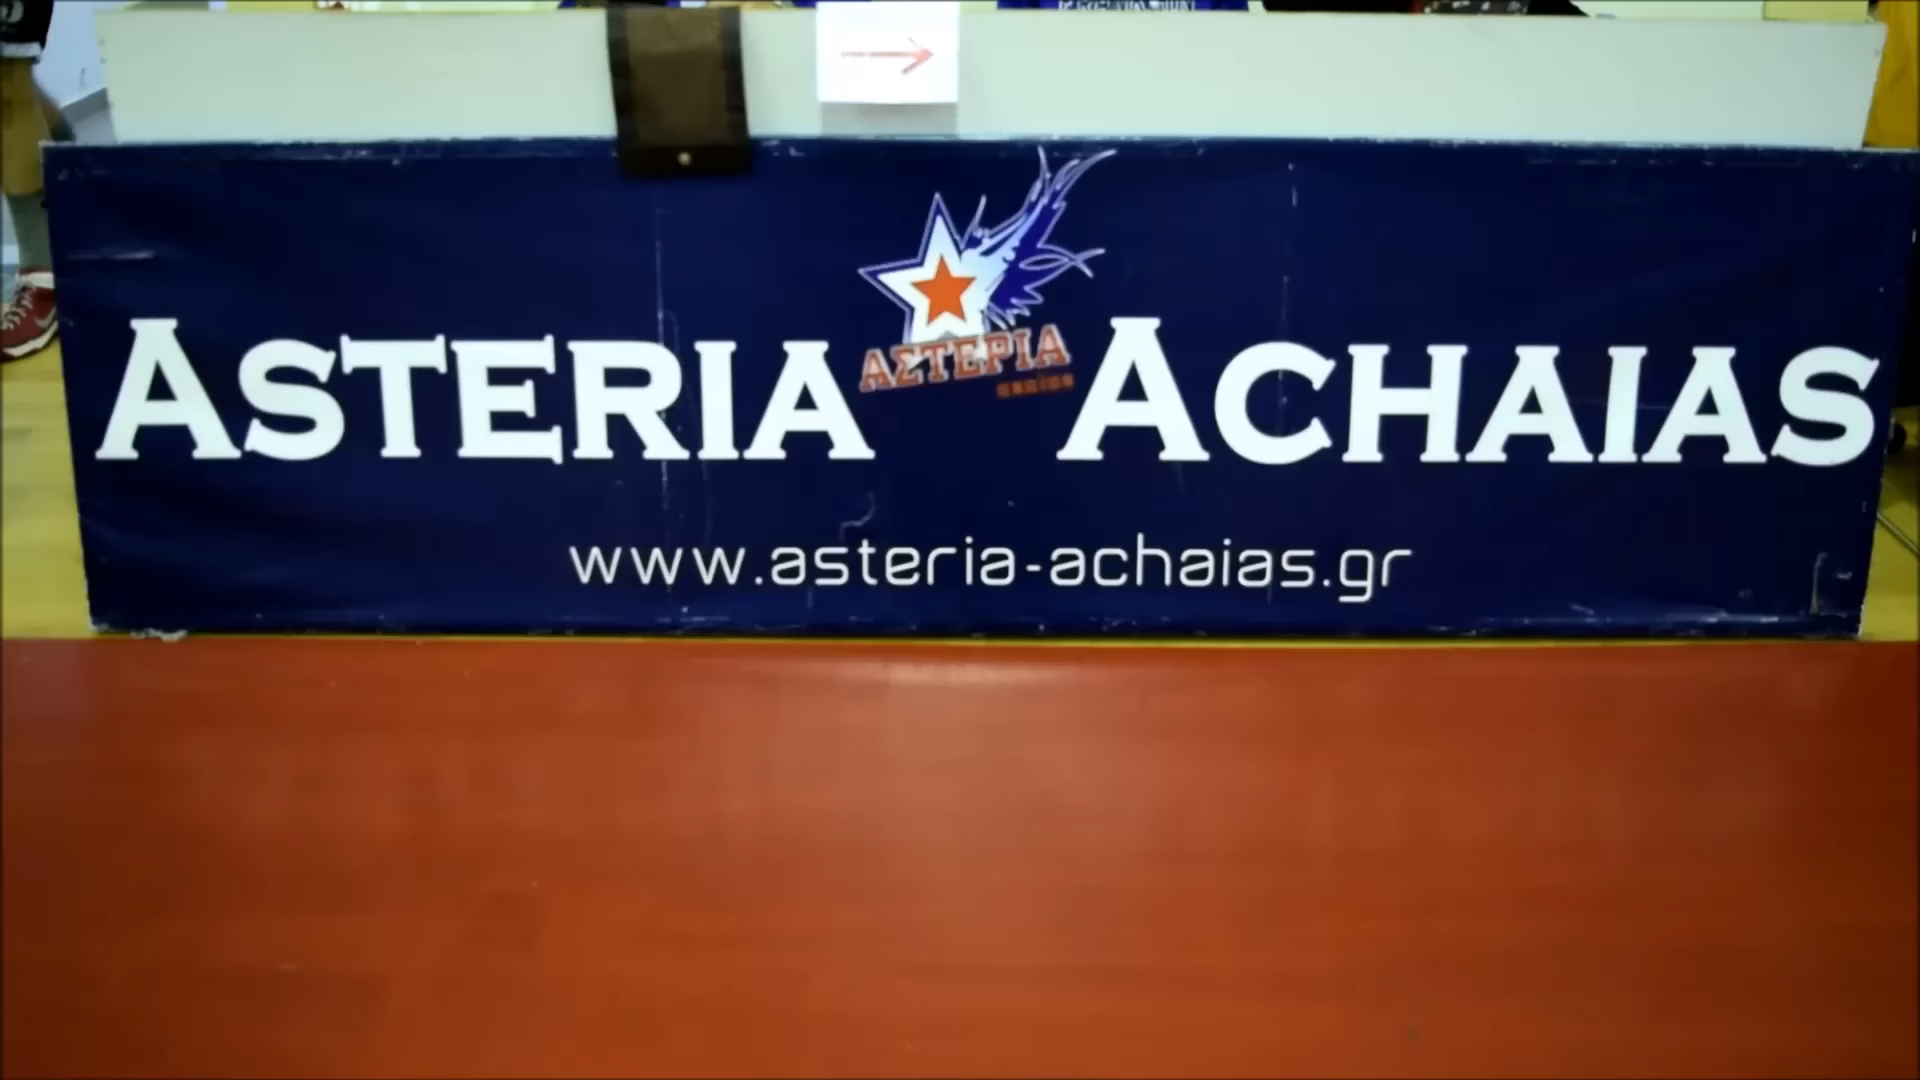 ASTERIA ΑΣΤΕΡΙΑ ACHAIAS
www.asteria-achaias.gr